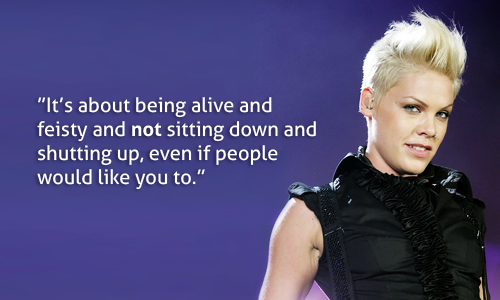 “It’s about being alive and
feisty and not sitting down and
shutting up, even if people
would like you to.”